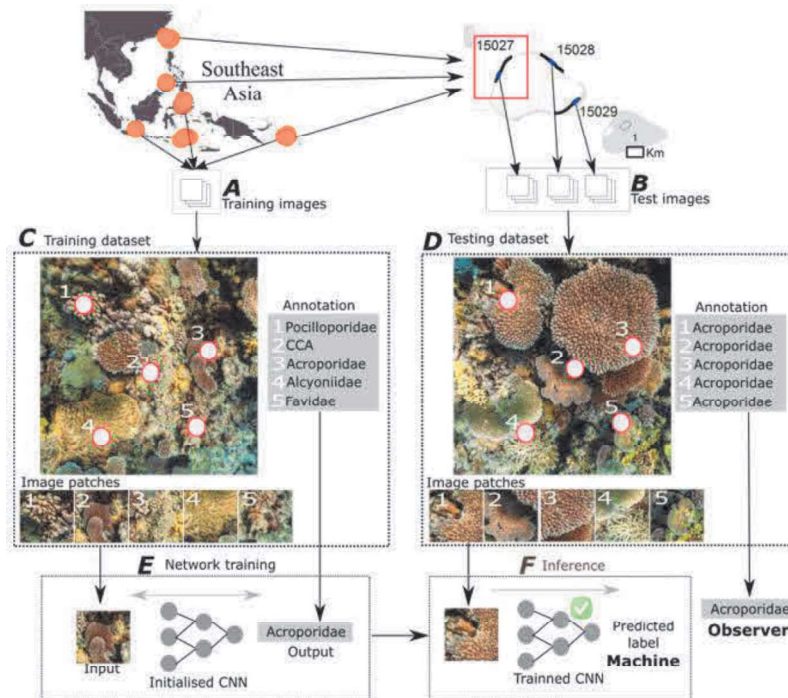 Southeast
Asia
15027
15028
15029
1
Km
A
Training images
B
Test images
C Training dataset
1
2
3
4
5
Annotation
1 Pocilloporidae
2 CCA
3 Acroporidae
4 Alcyoniidae
5 Favidae
Image patches
1 2 3 4 5
D Testing dataset
1
2
3
4
5
Annotation
1 Acroporidae
2 Acroporidae
3 Acroporidae
4 Acroporidae
5 Acroporidae
Image patches
1 2 3 4 5
E Network training
Input
Initialised CNN
Acroporidae
Output
F Inference
Trainned CNN
Predicted
label
Machine
Acroporidae
Observer